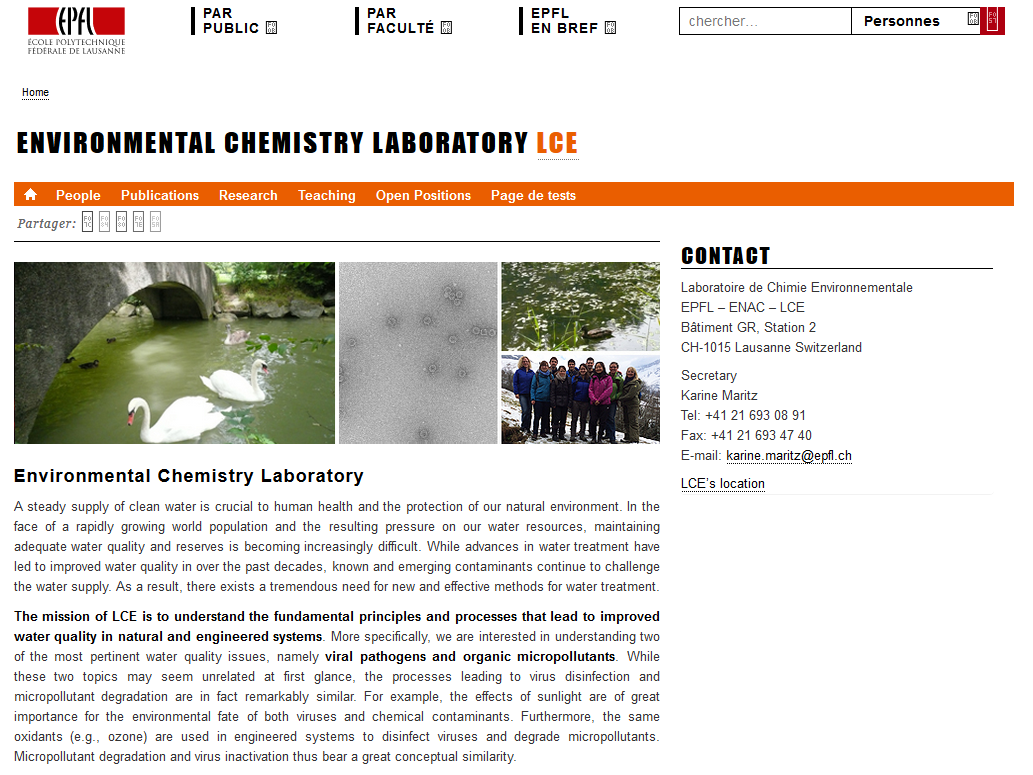 EPFL
ÉCOLE POLYTECHNIQUE
FÉDÉRALE DE LAUSANNE
PAR
PUBLIC
PAR
FACULTÉ
EPFL
EN BREF
chercher...
Personnes
Home
ENVIRONMENTAL CHEMISTRY LABORATORY LCE
People Publications Research Teaching Open Positions Page de tests
Partager:
CONTACT
Laboratoire de Chimie Environnementale
EPFL – ENAC – LCE
Bâtiment GR, Station 2
CH-1015 Lausanne Switzerland
Secretary
Karine Maritz
Tel: +41 21 693 08 91
Fax: +41 21 693 47 40
E-mail: karine.maritz@epfl.ch
LCE's location
Environmental Chemistry Laboratory
A steady supply of clean water is crucial to human health and the protection of our natural environment. In the
face of a rapidly growing world population and the resulting pressure on our water resources, maintaining
adequate water quality and reserves is becoming increasingly difficult. While advances in water treatment have
led to improved water quality in over the past decades, known and emerging contaminants continue to challenge
the water supply. As a result, there exists a tremendous need for new and effective methods for water treatment.
The mission of LCE is to understand the fundamental principles and processes that lead to improved
water quality in natural and engineered systems. More specifically, we are interested in understanding two
of the most pertinent water quality issues, namely viral pathogens and organic micropollutants. While
these two topics may seem unrelated at first glance, the processes leading to virus disinfection and
micropollutant degradation are in fact remarkably similar. For example, the effects of sunlight are of great
importance for the environmental fate of both viruses and chemical contaminants. Furthermore, the same
oxidants (e.g., ozone) are used in engineered systems to disinfect viruses and degrade micropollutants.
Micropollutant degradation and virus inactivation thus bear a great conceptual similarity.